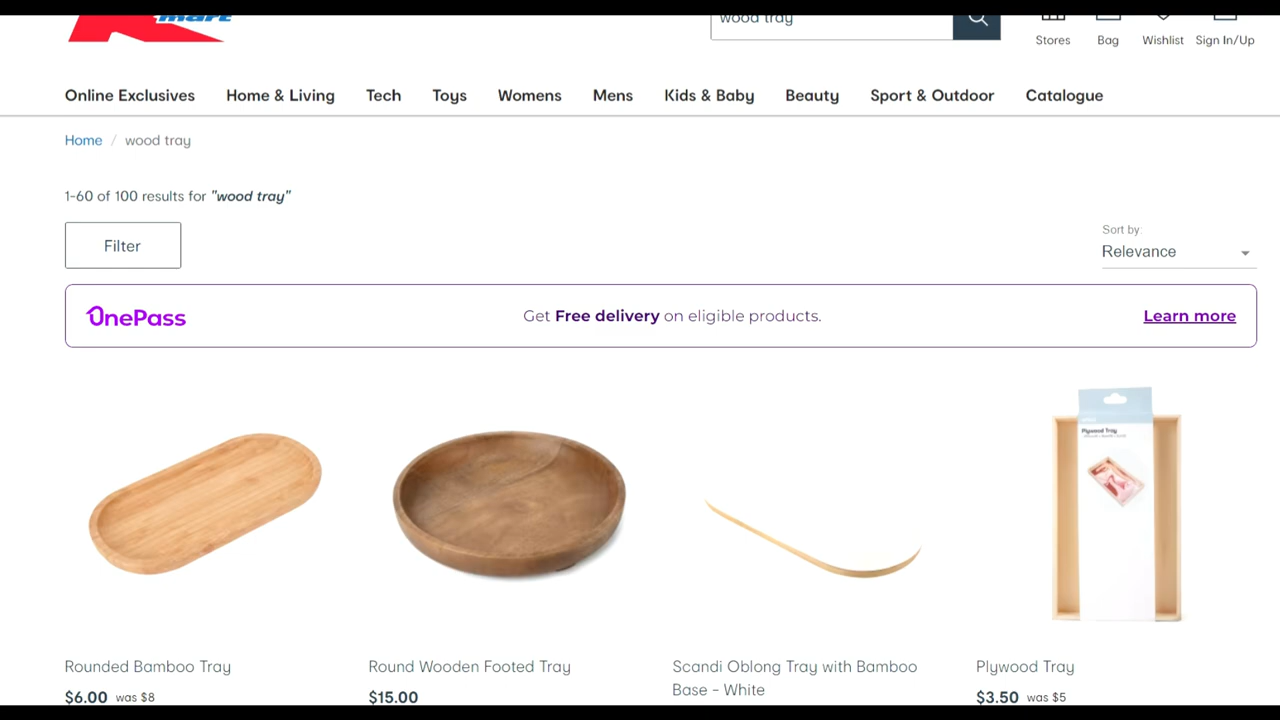 mart
wood tray
Stores Bag Wishlist Sign In/Up
Online Exclusives Home & Living Tech Toys Womens Mens Kids & Baby Beauty Sport & Outdoor Catalogue
Home / wood tray
1-60 of 100 results for "wood tray"
Filter
Sort by:
Relevance
OnePass Get Free delivery on eligible products. Learn more
Plywood Tray
Rounded Bamboo Tray
$6.00 was $8
Round Wooden Footed Tray
$15.00
Scandi Oblong Tray with Bamboo
Base - White
Plywood Tray
$3.50 was $5